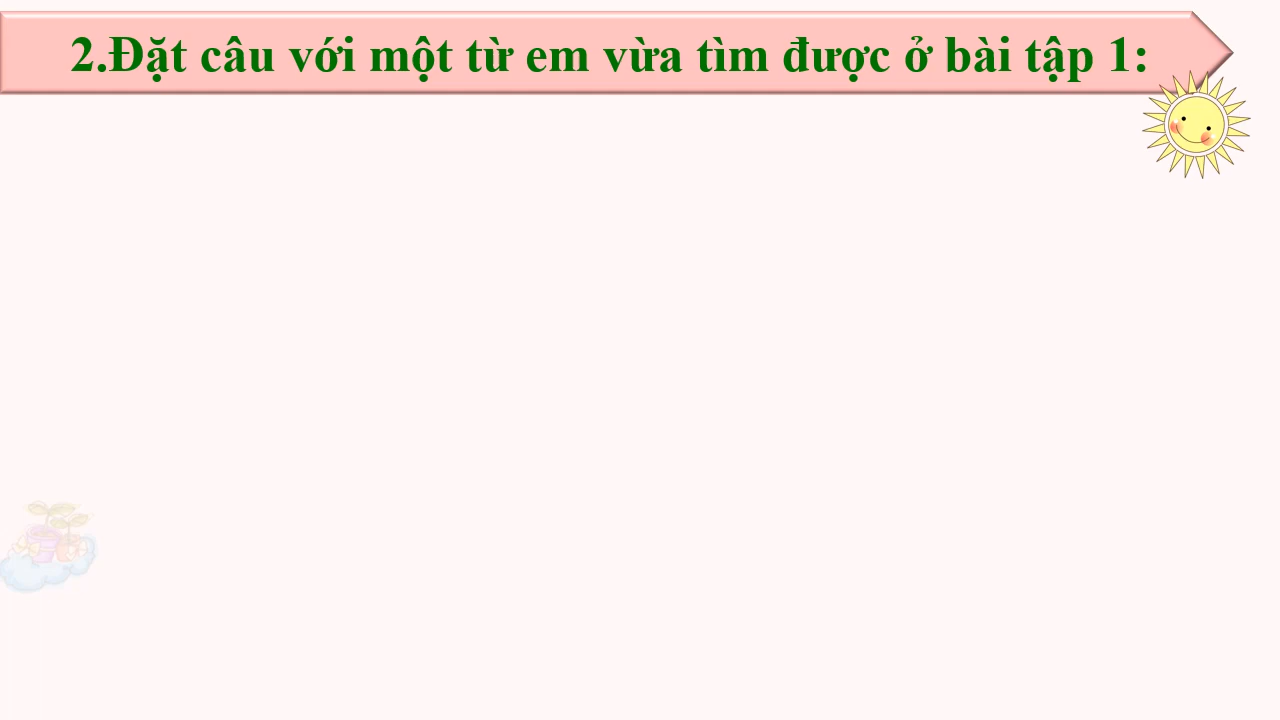 2.Đặt câu với một từ em vừa tìm được ở bài tập 1: